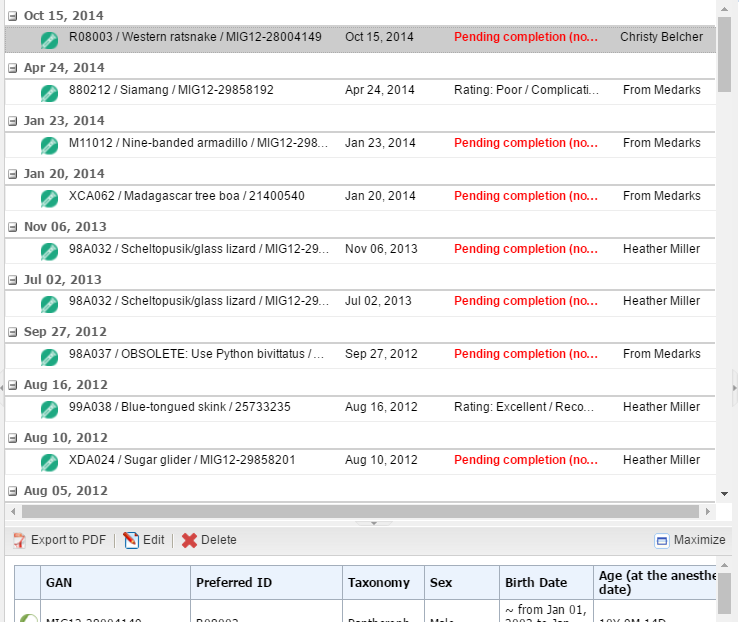 Oct 15, 2014
R08003 / Western ratsnake / MIG12-28004149 Oct 15, 2014 Pending completion (no... Christy Belcher
Apr 24, 2014
880212 / Siamang / MIG12-29858192 Apr 24, 2014 Rating: Poor / Complicati... From Medarks
Jan 23, 2014
M11012 / Nine-banded armadillo / MIG12-298... Jan 23, 2014 Pending completion (no... From Medarks
Jan 20, 2014
XCA062 / Madagascar tree boa / 21400540 Jan 20, 2014 Pending completion (no... From Medarks
Nov 06, 2013
98A032 / Scheltopusik/glass lizard / MIG12-29... Nov 06, 2013 Pending completion (no... Heather Miller
Jul 02, 2013
98A032 / Scheltopusik/glass lizard / MIG12-29... Jul 02, 2013 Pending completion (no... Heather Miller
Sep 27, 2012
98A037 / OBSOLETE: Use Python bivittatus / ... Sep 27, 2012 Pending completion (no... From Medarks
Aug 16, 2012
99A038 / Blue-tongued skink / 25733235 Aug 16, 2012 Rating: Excellent / Reco... Heather Miller
Aug 10, 2012
XDA024 / Sugar glider / MIG12-29858201 Aug 10, 2012 Pending completion (no... Heather Miller
Aug 05, 2012
Export to PDF Edit Delete Maximize
GAN Preferred ID Taxonomy Sex Birth Date Age (at the anesthe
date)
~ from Jan 01,
MIG12-28004149 R08003 Male